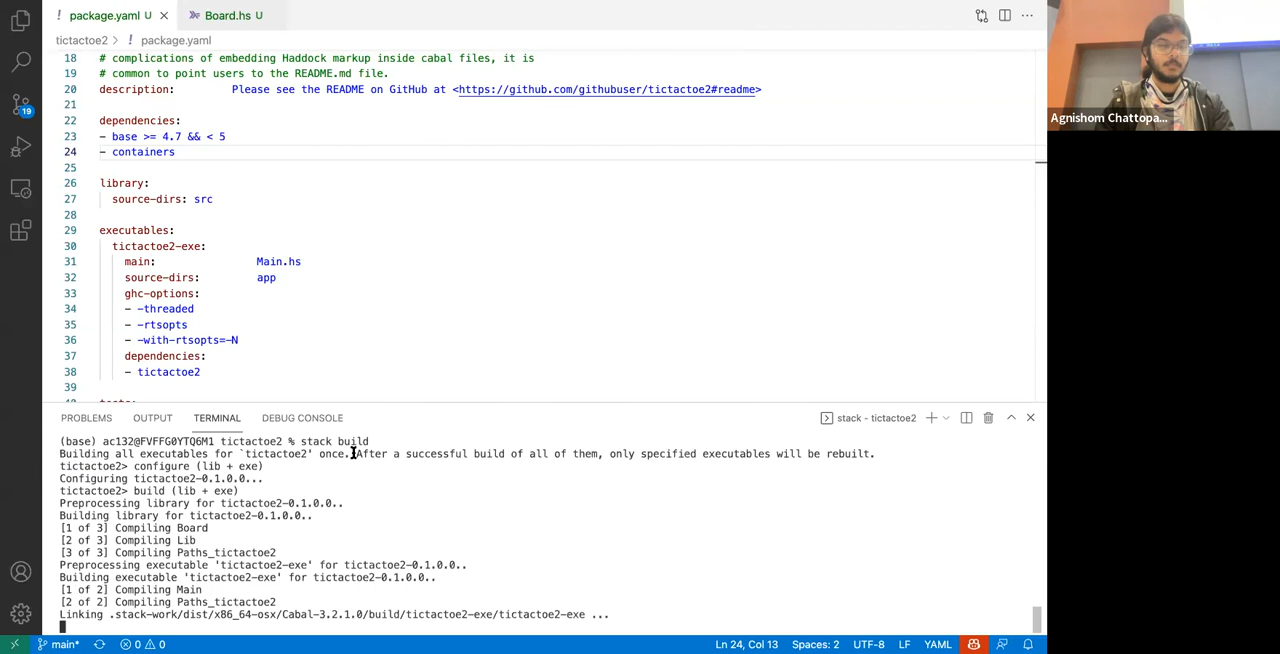 package.yaml U
Board.hs U
tictactoe2 > ! package.yaml
18 # complications of embedding Haddock markup inside cabal files, it is
19 # common to point users to the README.md file.
20 description: Please see the README on GitHub at <https://github.com/githubuser/tictactoe2#readme>
21
22 dependencies:
23 - base >= 4.7 && < 5
24 - containers
25
26 library:
27 source-dirs: src
28
29 executables:
30 tictactoe2-exe:
31 main: Main.hs
32 source-dirs: app
33 ghc-options:
34 - -threaded
35 - -rtsopts
36 - -with-rtsopts=-N
37 dependencies:
38 - tictactoe2
39
19
Agnishom Chattopa...
PROBLEMS OUTPUT TERMINAL DEBUG CONSOLE
stack - tictactoe2
(base) ac132@FVFFG0YTQ6M1 tictactoe2 % stack build
Building all executables for `tictactoe2' once. After a successful build of all of them, only specified executables will be rebuilt.
tictactoe2> configure (lib + exe)
Configuring tictactoe2-0.1.0.0...
tictactoe2> build (lib + exe)
Preprocessing library for tictactoe2-0.1.0.0..
Building library for tictactoe2-0.1.0.0..
[1 of 3] Compiling Board
[2 of 3] Compiling Lib
[3 of 3] Compiling Paths_tictactoe2
Preprocessing executable 'tictactoe2-exe' for tictactoe2-0.1.0.0..
Building executable 'tictactoe2-exe' for tictactoe2-0.1.0.0..
[1 of 2] Compiling Main
[2 of 2] Compiling Paths_tictactoe2
Linking .stack-work/dist/x86_64-osx/Cabal-3.2.1.0/build/tictactoe2-exe/tictactoe2-exe ...
main* 0 0 Ln 24, Col 13 Spaces: 2 UTF-8 LF YAML